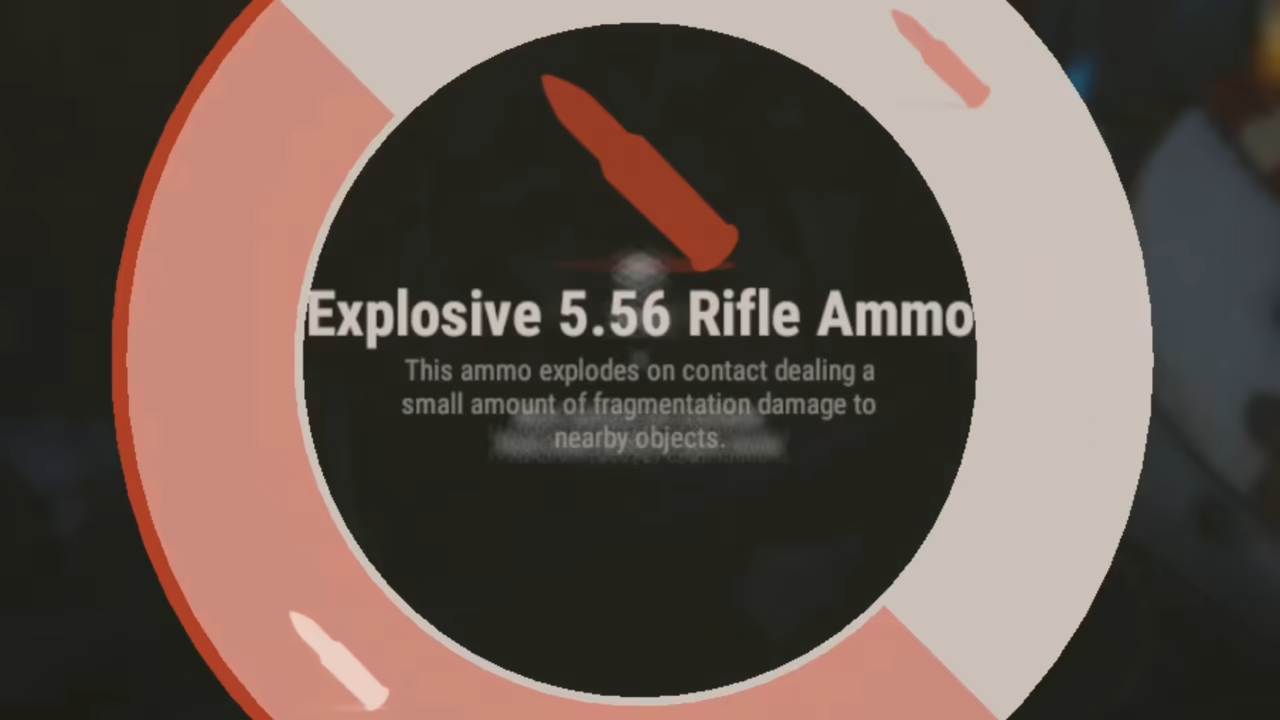 Explosive 5.56 Rifle Ammo
This ammo explodes on contact dealing a
small amount of fragmentation damage to
nearby objects.